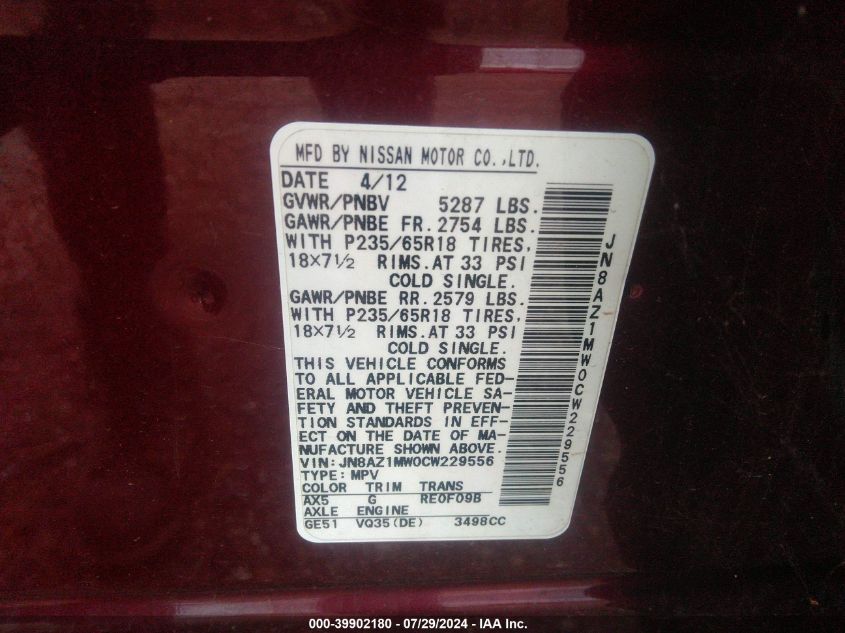 MFD BY NISSAN MOTOR CO.,LTD.
DATE 4/12
GVWR/PNBV 5287 LBS.
GAWR/PNBE FR. 2754 LBS.
WITH P235/65R18 TIRES,
18×7½ RIMS.AT 33 PSI
COLD SINGLE.
GAWR/PNBE RR. 2579 LBS.
WITH P235/65R18 TIRES,
18×7½ RIMS.AT 33 PSI
COLD SINGLE.
THIS VEHICLE CONFORMS
TO ALL APPLICABLE FED-
ERAL MOTOR VEHICLE SA-
FETY AND THEFT PREVEN-
TION STANDARDS IN EFF-
ECT ON THE DATE OF MA-
NUFACTURE SHOWN ABOVE.
VIN:JN8AZ1MW0CW229556
TYPE:MPV
COLOR TRIM TRANS
AX5 G RE0F09B
AXLE ENGINE
GE51 VQ35(DE) 3498CC
JN8AZ1MW0CW229556
000-39902180 - 07/29/2024 - IAA Inc.